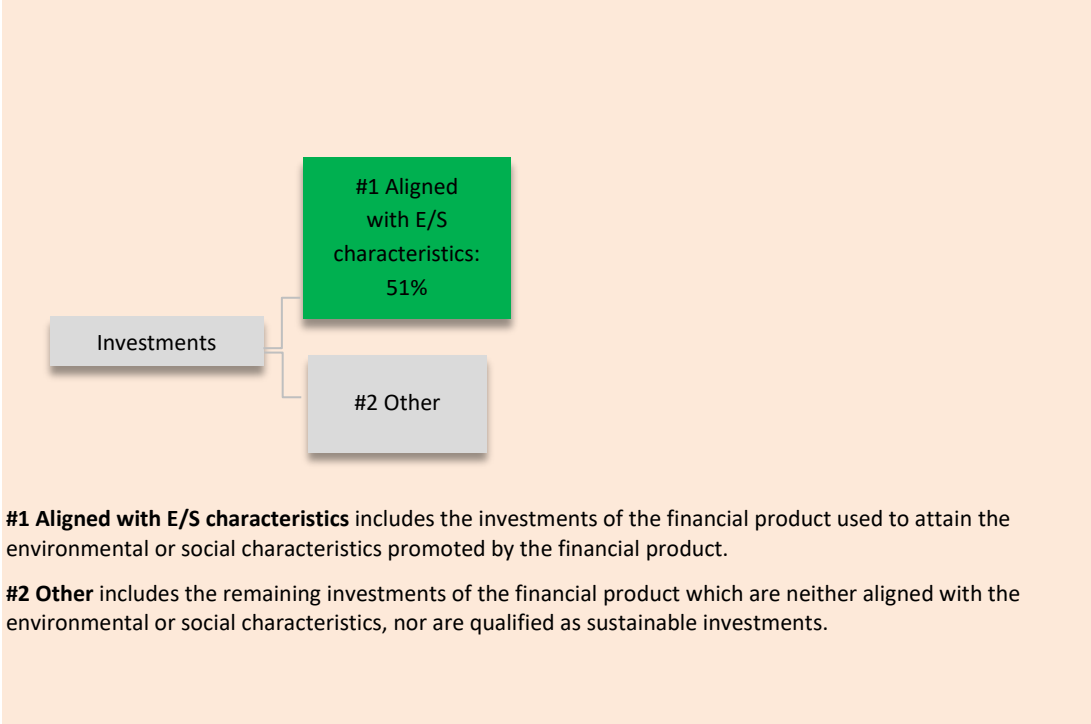 #1 Aligned
with E/S
characteristics:
51%
Investments
#2 Other
#1 Aligned with E/S characteristics includes the investments of the financial product used to attain the
environmental or social characteristics promoted by the financial product.
#2 Other includes the remaining investments of the financial product which are neither aligned with the
environmental or social characteristics, nor are qualified as sustainable investments.